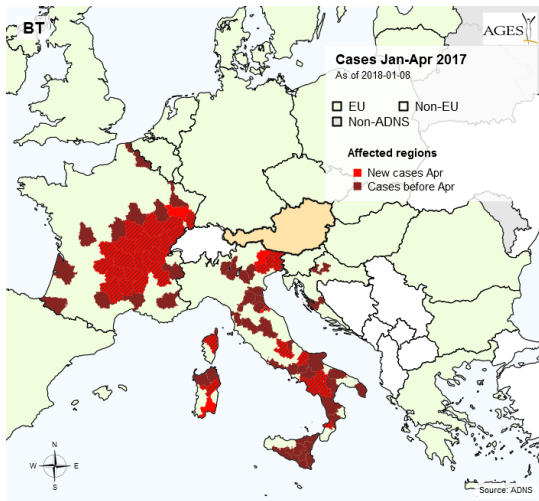 BT
AGES
Cases Jan-Apr 2017
As of 2018-01-08
EU
Non-EU
Non-ADNS
Affected regions
New cases Apr
Cases before Apr
N
W
E
S
Source: ADNS